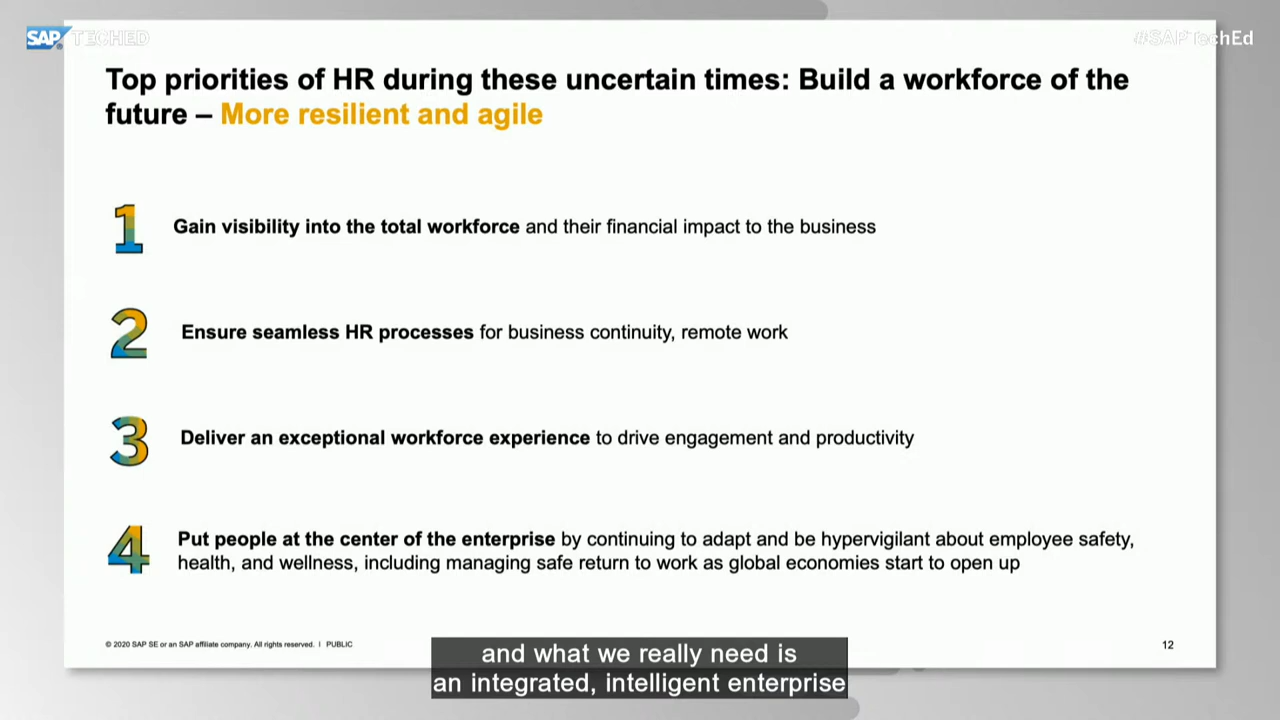 SAP TECHED
#SAPTechEd
Top priorities of HR during these uncertain times: Build a workforce of the
future – More resilient and agile
1 Gain visibility into the total workforce and their financial impact to the business
2 Ensure seamless HR processes for business continuity, remote work
3 Deliver an exceptional workforce experience to drive engagement and productivity
4 Put people at the center of the enterprise by continuing to adapt and be hypervigilant about employee safety,
health, and wellness, including managing safe return to work as global economies start to open up
© 2020 SAP SE or an SAP affiliate company. All rights reserved. | PUBLIC
12
and what we really need is
an integrated, intelligent enterprise